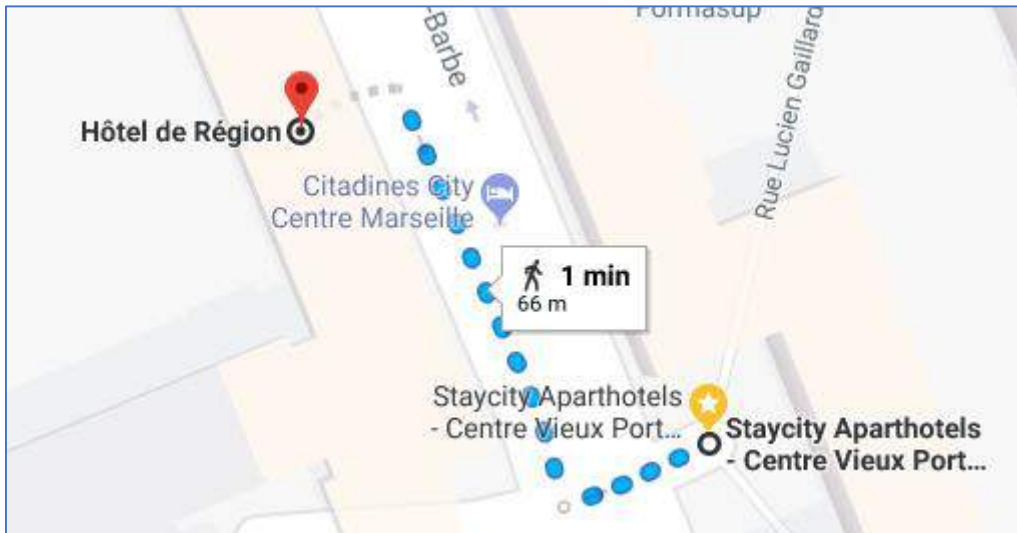 Formasup
-Barbe
Rue Lucien Gaillard
Hôtel de Région
Citadines City
Centre Marseille
1 min
66 m
Staycity Aparthotels
- Centre Vieux Port...
Staycity Aparthotels
- Centre Vieux Port...